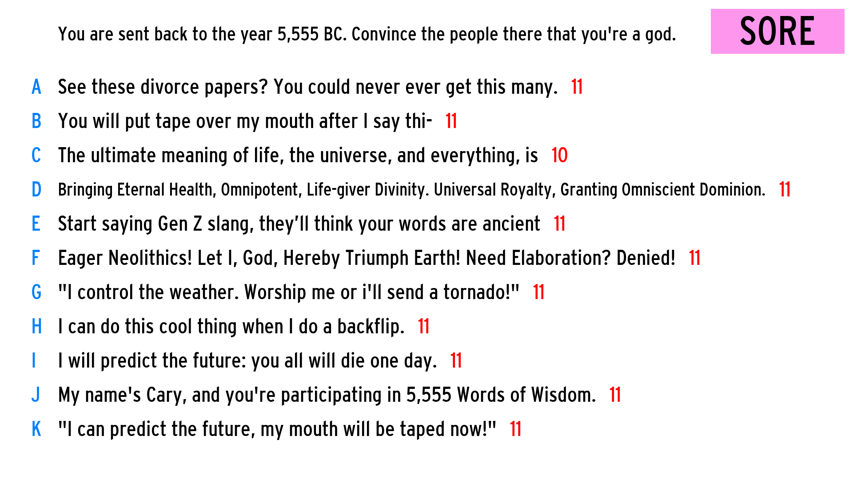 You are sent back to the year 5,555 BC. Convince the people there that you're a god.
SORE
A See these divorce papers? You could never ever get this many. 11
B You will put tape over my mouth after I say thi- 11
C The ultimate meaning of life, the universe, and everything, is 10
D Bringing Eternal Health, Omnipotent, Life-giver Divinity. Universal Royalty, Granting Omniscient Dominion. 11
E Start saying Gen Z slang, they'll think your words are ancient 11
F Eager Neolithics! Let I, God, Hereby Triumph Earth! Need Elaboration? Denied! 11
G "I control the weather. Worship me or i'll send a tornado!" 11
H I can do this cool thing when I do a backflip. 11
I I will predict the future: you all will die one day. 11
J My name's Cary, and you're participating in 5,555 Words of Wisdom. 11
K "I can predict the future, my mouth will be taped now!" 11